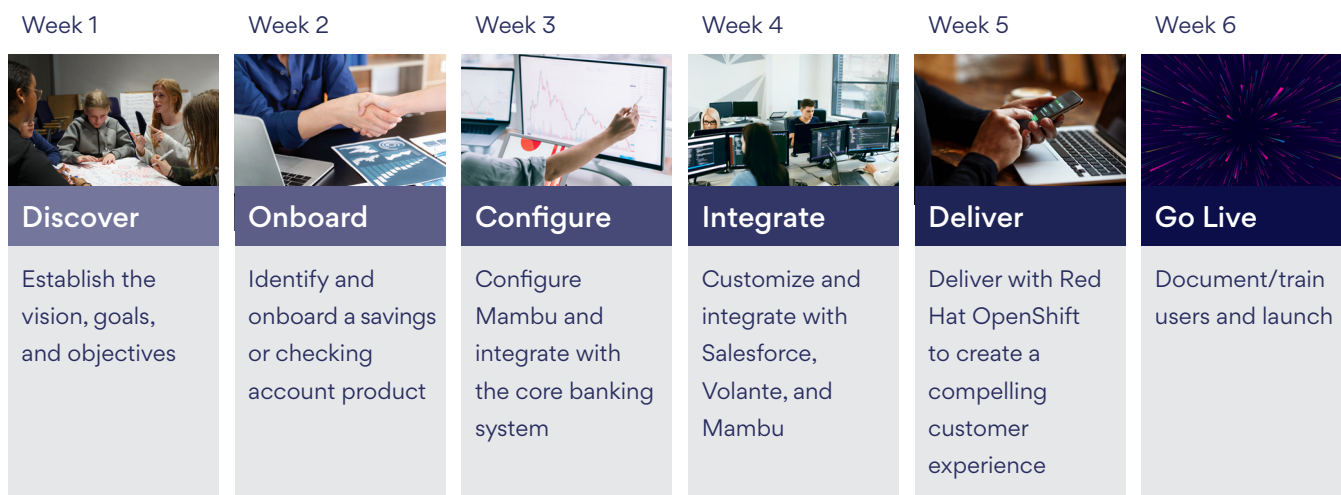 Week 1
Week 2
Week 3
Week 4
Week 5
Week 6
Discover
Onboard
Configure
Integrate
Deliver
Go Live
Establish the
vision, goals,
and objectives
Identify and
onboard a savings
or checking
account product
Configure
Mambu and
integrate with
the core banking
system
Customize and
integrate with
Salesforce,
Volante, and
Mambu
Deliver with Red
Hat OpenShift
to create a
compelling
customer
experience
Document/train
users and launch